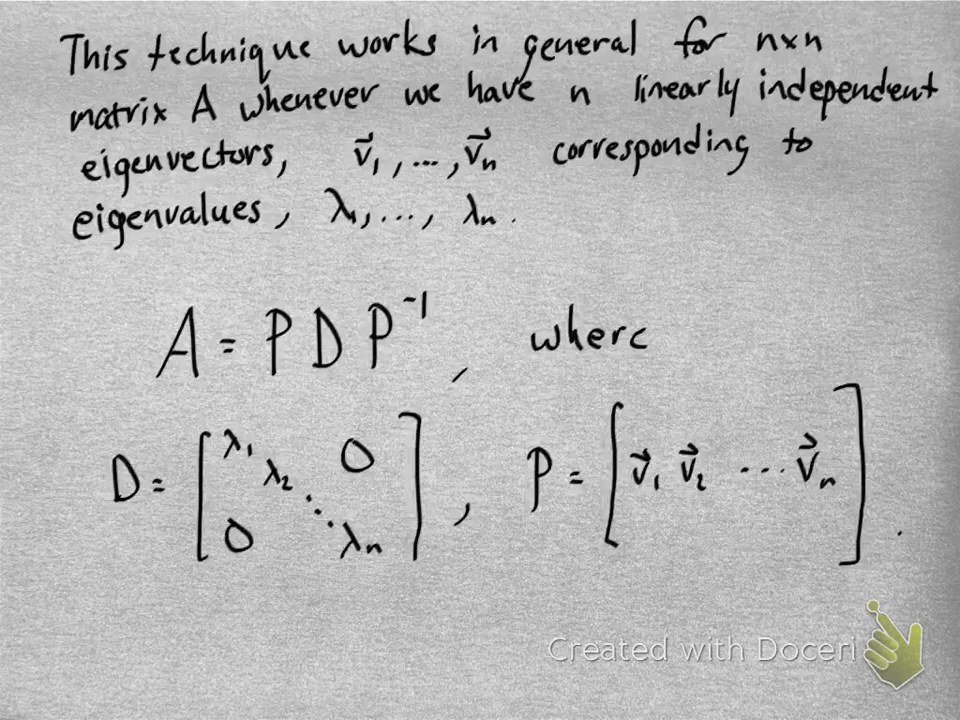 This technique works in general for n×n
matrix A whenever we have n linearly independent
eigenvectors, v⃗₁, ..., v⃗ₙ corresponding to
eigenvalues, λ₁, ..., λₙ.
A = P D P⁻¹, where
D = [λ₁ λ₂ ⋱ λₙ 0 0], P = [v⃗₁ v⃗₂ ... v⃗ₙ].
Created with Doceri